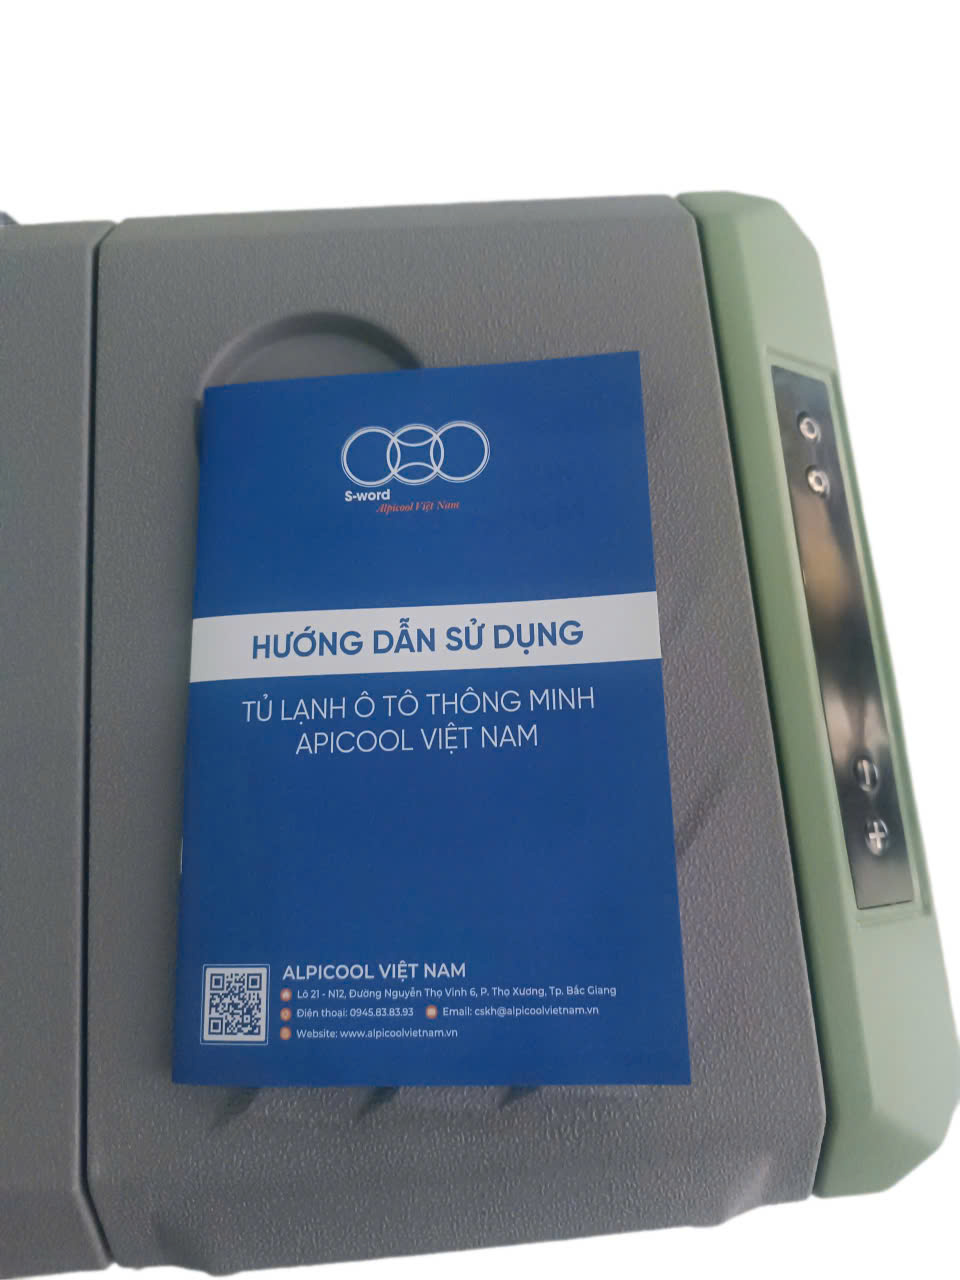 S-word
Alpicool Việt Nam
HƯỚNG DẪN SỬ DỤNG
TỦ LẠNH Ô TÔ THÔNG MINH
APICOOL VIỆT NAM
ALPICOOL VIỆT NAM
Lô 21 - N12, Đường Nguyễn Thọ Vinh 6, P. Thọ Xương, Tp. Bắc Giang
Điện thoại: 0945.83.83.93 Email: cskh@alpicoolvietnam.vn
Website: www.alpicoolvietnam.vn